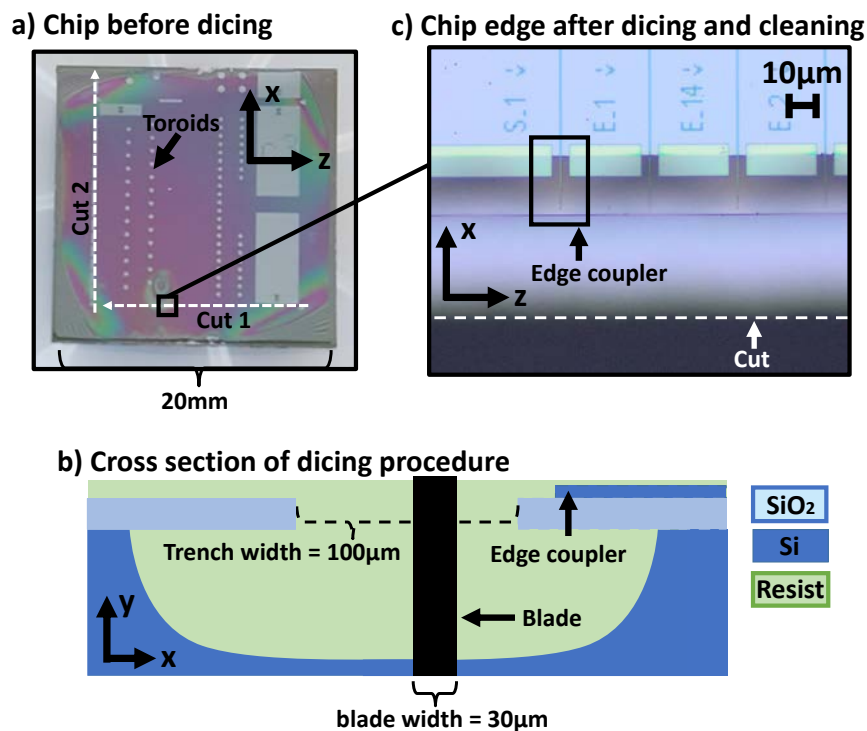 a) Chip before dicing
x
z
Toroids
Cut 2
Cut 1
20mm
c) Chip edge after dicing and cleaning
10μm
S_1
E_1
E_14
E_2
x
z
Edge coupler
Cut
b) Cross section of dicing procedure
Trench width = 100μm
Edge coupler
y
x
Blade
blade width = 30μm
SiO2
Si
Resist